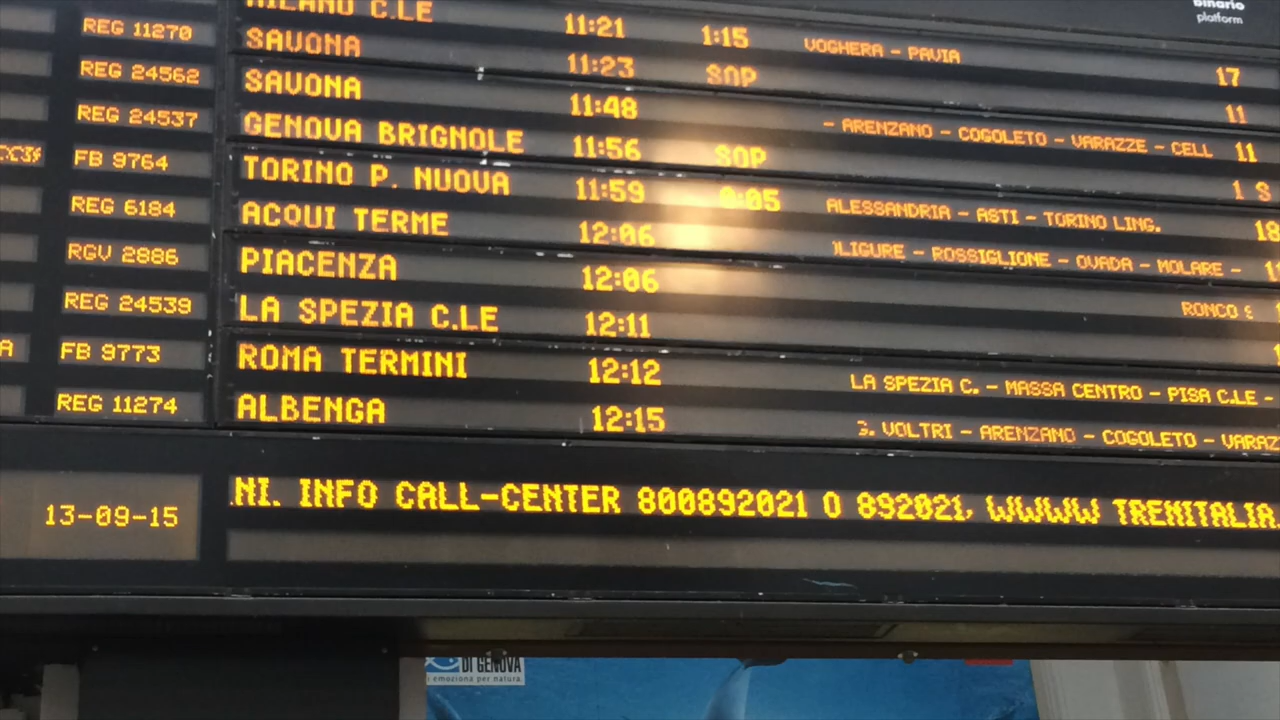 binario
platform
MILANO C.LE 11:21 1:15 VOGHERA - PAVIA 17
REG 11270 SAVONA 11:23 SOP 11
REG 24562 SAVONA 11:48 - ARENZANO - COGOLETO - VARAZZE - CELL 11
REG 24537 GENOVA BRIGNOLE 11:56 SOP 1 S
FB 9764 TORINO P. NUOVA 11:59 0:05 ALESSANDRIA - ASTI - TORINO LING. 18
REG 6184 ACQUI TERME 12:06 LIGURE - ROSSIGLIONE - OVADA - MOLARE -
RGV 2886 PIACENZA 12:06 RONCO
REG 24539 LA SPEZIA C.LE 12:11
A FB 9773 ROMA TERMINI 12:12 LA SPEZIA C. - MASSA CENTRO - PISA C.LE -
REG 11274 ALBENGA 12:15 G. VOLTRI - ARENZANO - COGOLETO - VARAZ
13-09-15 NI. INFO CALL-CENTER 800892021 O 892021, WWWW TRENITALIA.
DI GENOVA
i emoziona per natura.